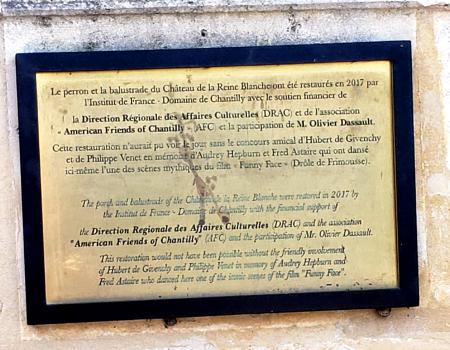 Le perron et la balustrade du Château de la Reine Blanche ont été restaurés en 2017 par
l'Institut de France - Domaine de Chantilly avec le soutien financier de
la Direction Régionale des Affaires Culturelles (DRAC) et de l'association
" American Friends of Chantilly " (AFC) et la participation de M. Olivier Dassault.
Cette restauration n'aurait pu voir le jour sans le concours amical d'Hubert de Givenchy
et de Philippe Venet en mémoire d'Audrey Hepburn et Fred Astaire qui ont dansé
ici-même l'une des scènes mythiques du film « Funny Face » (Drôle de Frimousse).
The porch and balustrade of the Château de la Reine Blanche were restored in 2017 by
the Institut de France - Domaine de Chantilly with the financial support of
the Direction Regionale des Affaires Culturelles (DRAC) and the association
"American Friends of Chantilly" (AFC) and the participation of Mr. Olivier Dassault.
This restoration would not have been possible without the friendly involvement
of Hubert de Givenchy and Philippe Venet in memory of Audrey Hepburn and
Fred Astaire who danced here one of the iconic scenes of the film "Funny Face".